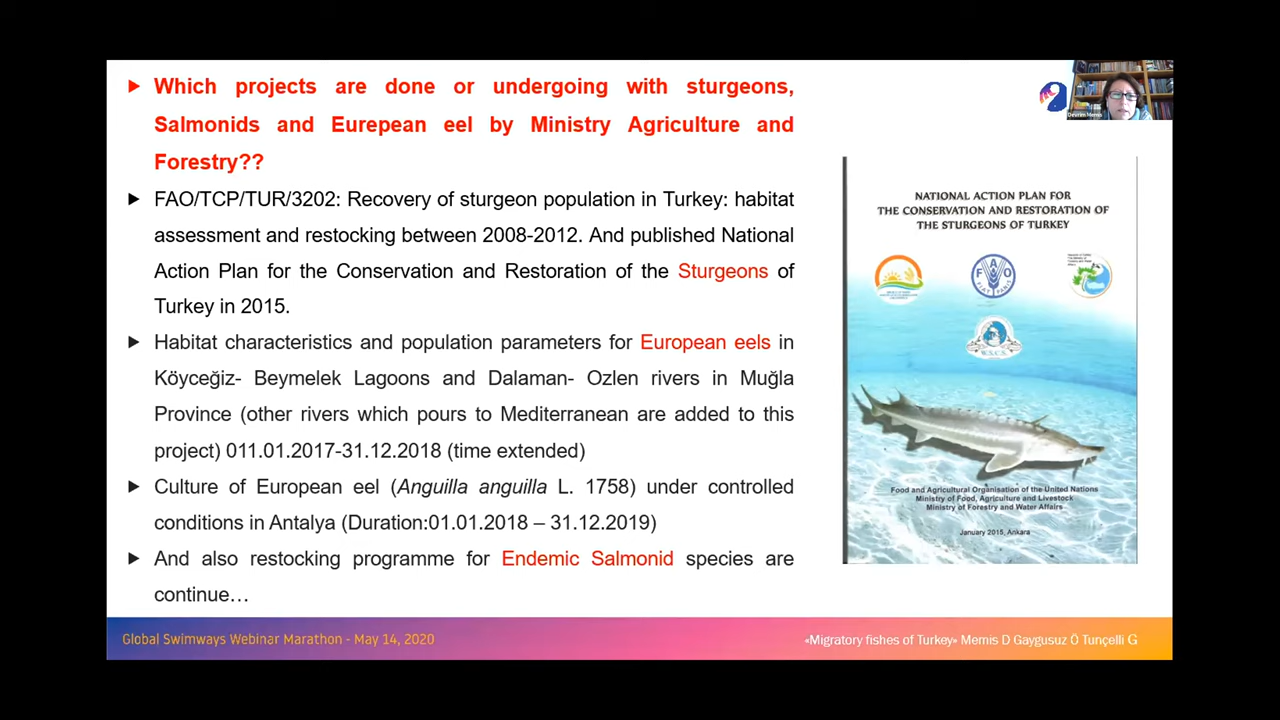 Which projects are done or undergoing with sturgeons,
Salmonids and Eurepean eel by Ministry Agriculture and
Forestry??
FAO/TCP/TUR/3202: Recovery of sturgeon population in Turkey: habitat
assessment and restocking between 2008-2012. And published National
Action Plan for the Conservation and Restoration of the Sturgeons of
Turkey in 2015.
Habitat characteristics and population parameters for European eels in
Köyceğiz- Beymelek Lagoons and Dalaman- Ozlen rivers in Muğla
Province (other rivers which pours to Mediterranean are added to this
project) 011.01.2017-31.12.2018 (time extended)
Culture of European eel (Anguilla anguilla L. 1758) under controlled
conditions in Antalya (Duration:01.01.2018 – 31.12.2019)
And also restocking programme for Endemic Salmonid species are
continue…
Devrim Memis
NATIONAL ACTION PLAN FOR
THE CONSERVATION AND RESTORATION OF
THE STURGEONS OF TURKEY
F A O
FIAT PANIS
W.S.C.S.
Food and Agricultural Organisation of the United Nations
Ministry of Food, Agriculture and Livestock
Ministry of Forestry and Water Affairs
January 2015, Ankara
Global Swimways Webinar Marathon - May 14, 2020
«Migratory fishes of Turkey» Memis D Gaygusuz Ö Tunçelli G